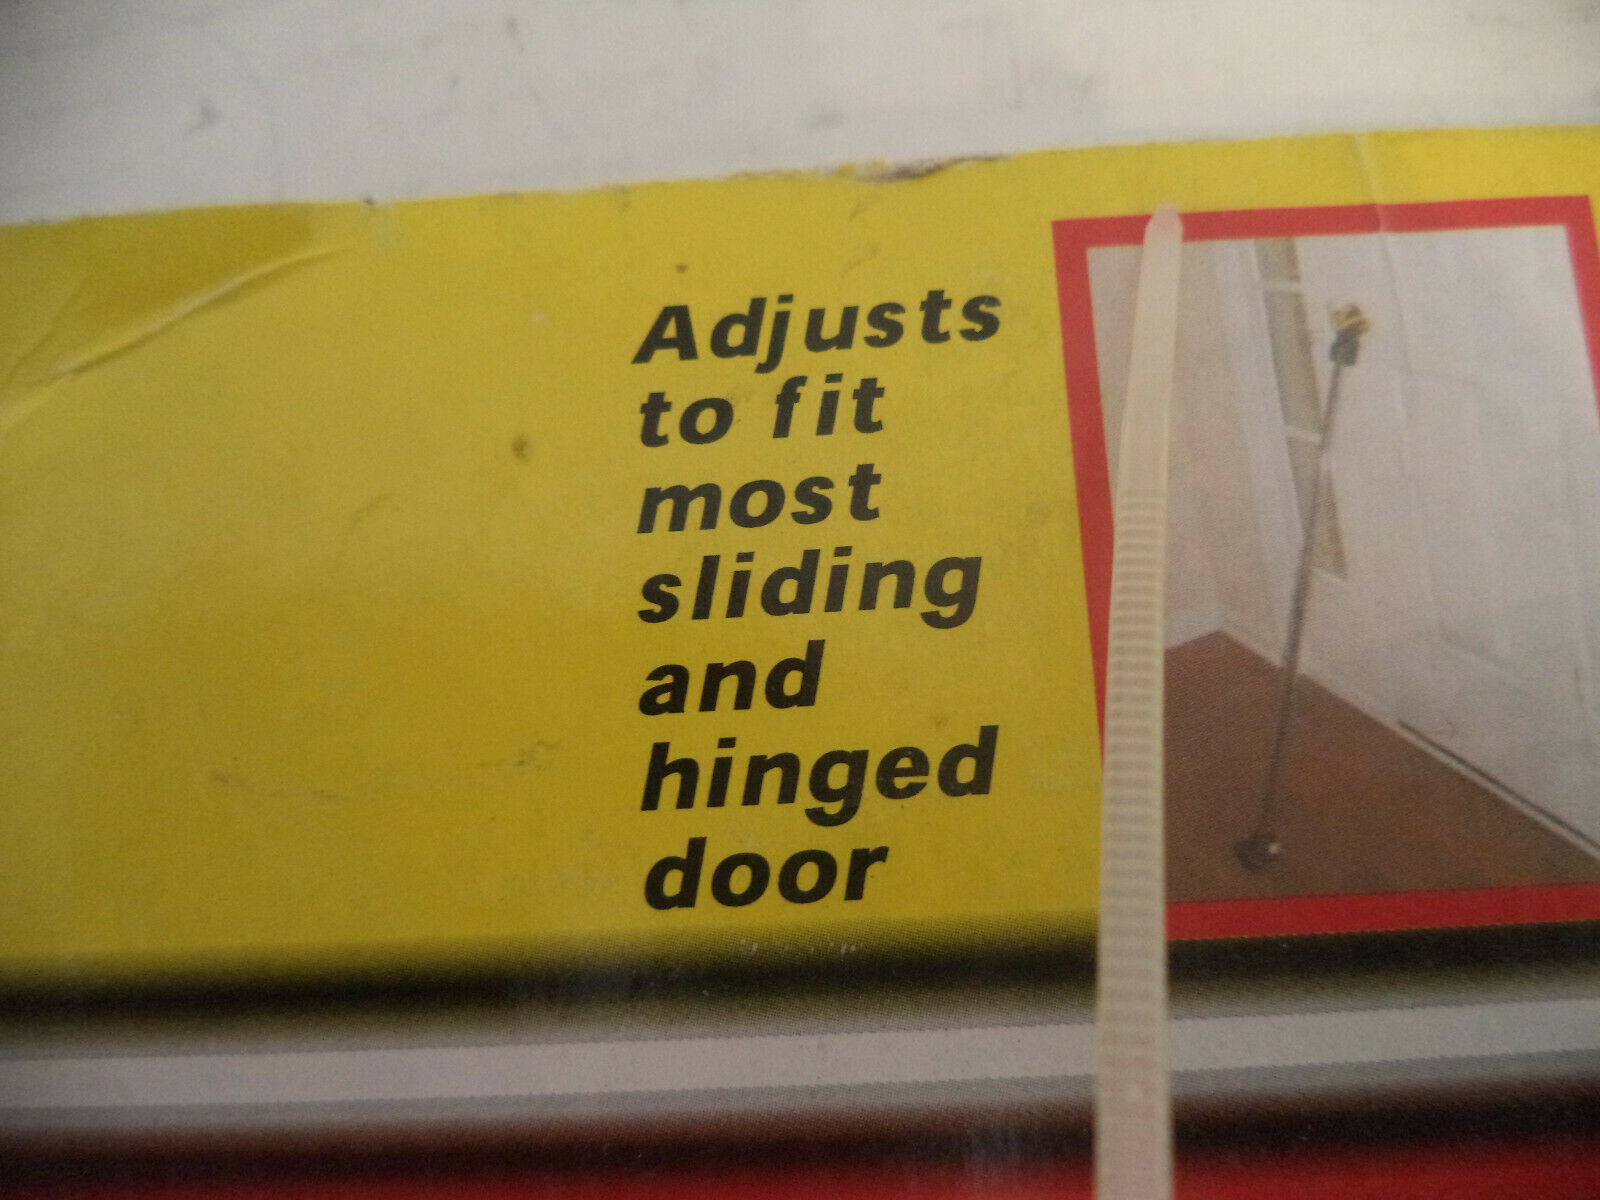 Adjusts
to fit
most
sliding
and
hinged
door